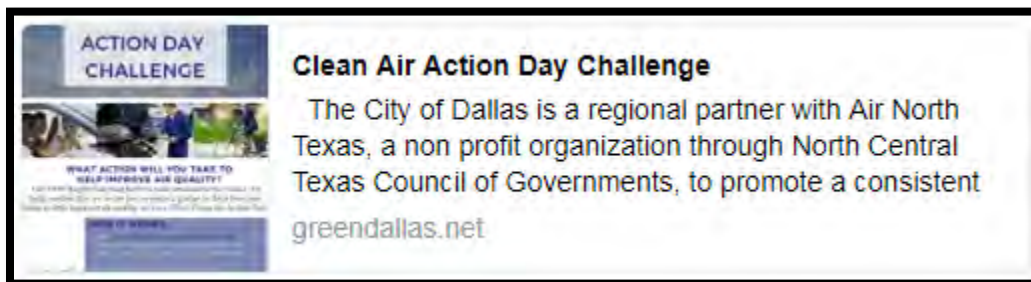 ACTION DAY
CHALLENGE
WHAT ACTION WILL YOU TAKE TO
HELP IMPROVE AIR QUALITY?
Clean Air Action Day Challenge
The City of Dallas is a regional partner with Air North
Texas, a non profit organization through North Central
Texas Council of Governments, to promote a consistent
greendallas.net